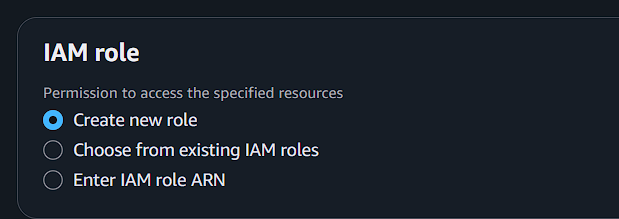 IAM role
Permission to access the specified resources
Create new role
Choose from existing IAM roles
Enter IAM role ARN